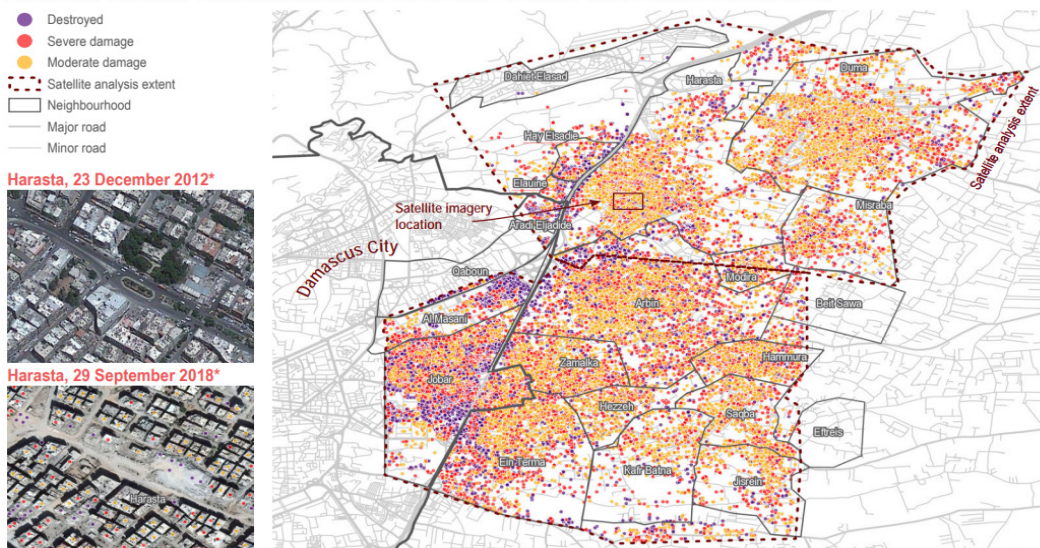 Destroyed
Severe damage
Moderate damage
Satellite analysis extent
Neighbourhood
Major road
Minor road
Harasta, 23 December 2012*
Harasta, 29 September 2018*
Harasta
Dahiet Elasad
Harasta
Duma
Satellite analysis extent
Hay Elsadle
Elauine
Satellite imagery
location
Misraba
Aradi Eljadide
Damascus City
Qaboun
Modira
Arbin
Beit Sawa
Al Masani
Zamalka
Hammura
Jobar
Hezzeh
Saqba
Eftreis
Ein Terma
Kafr Batna
Jisrein